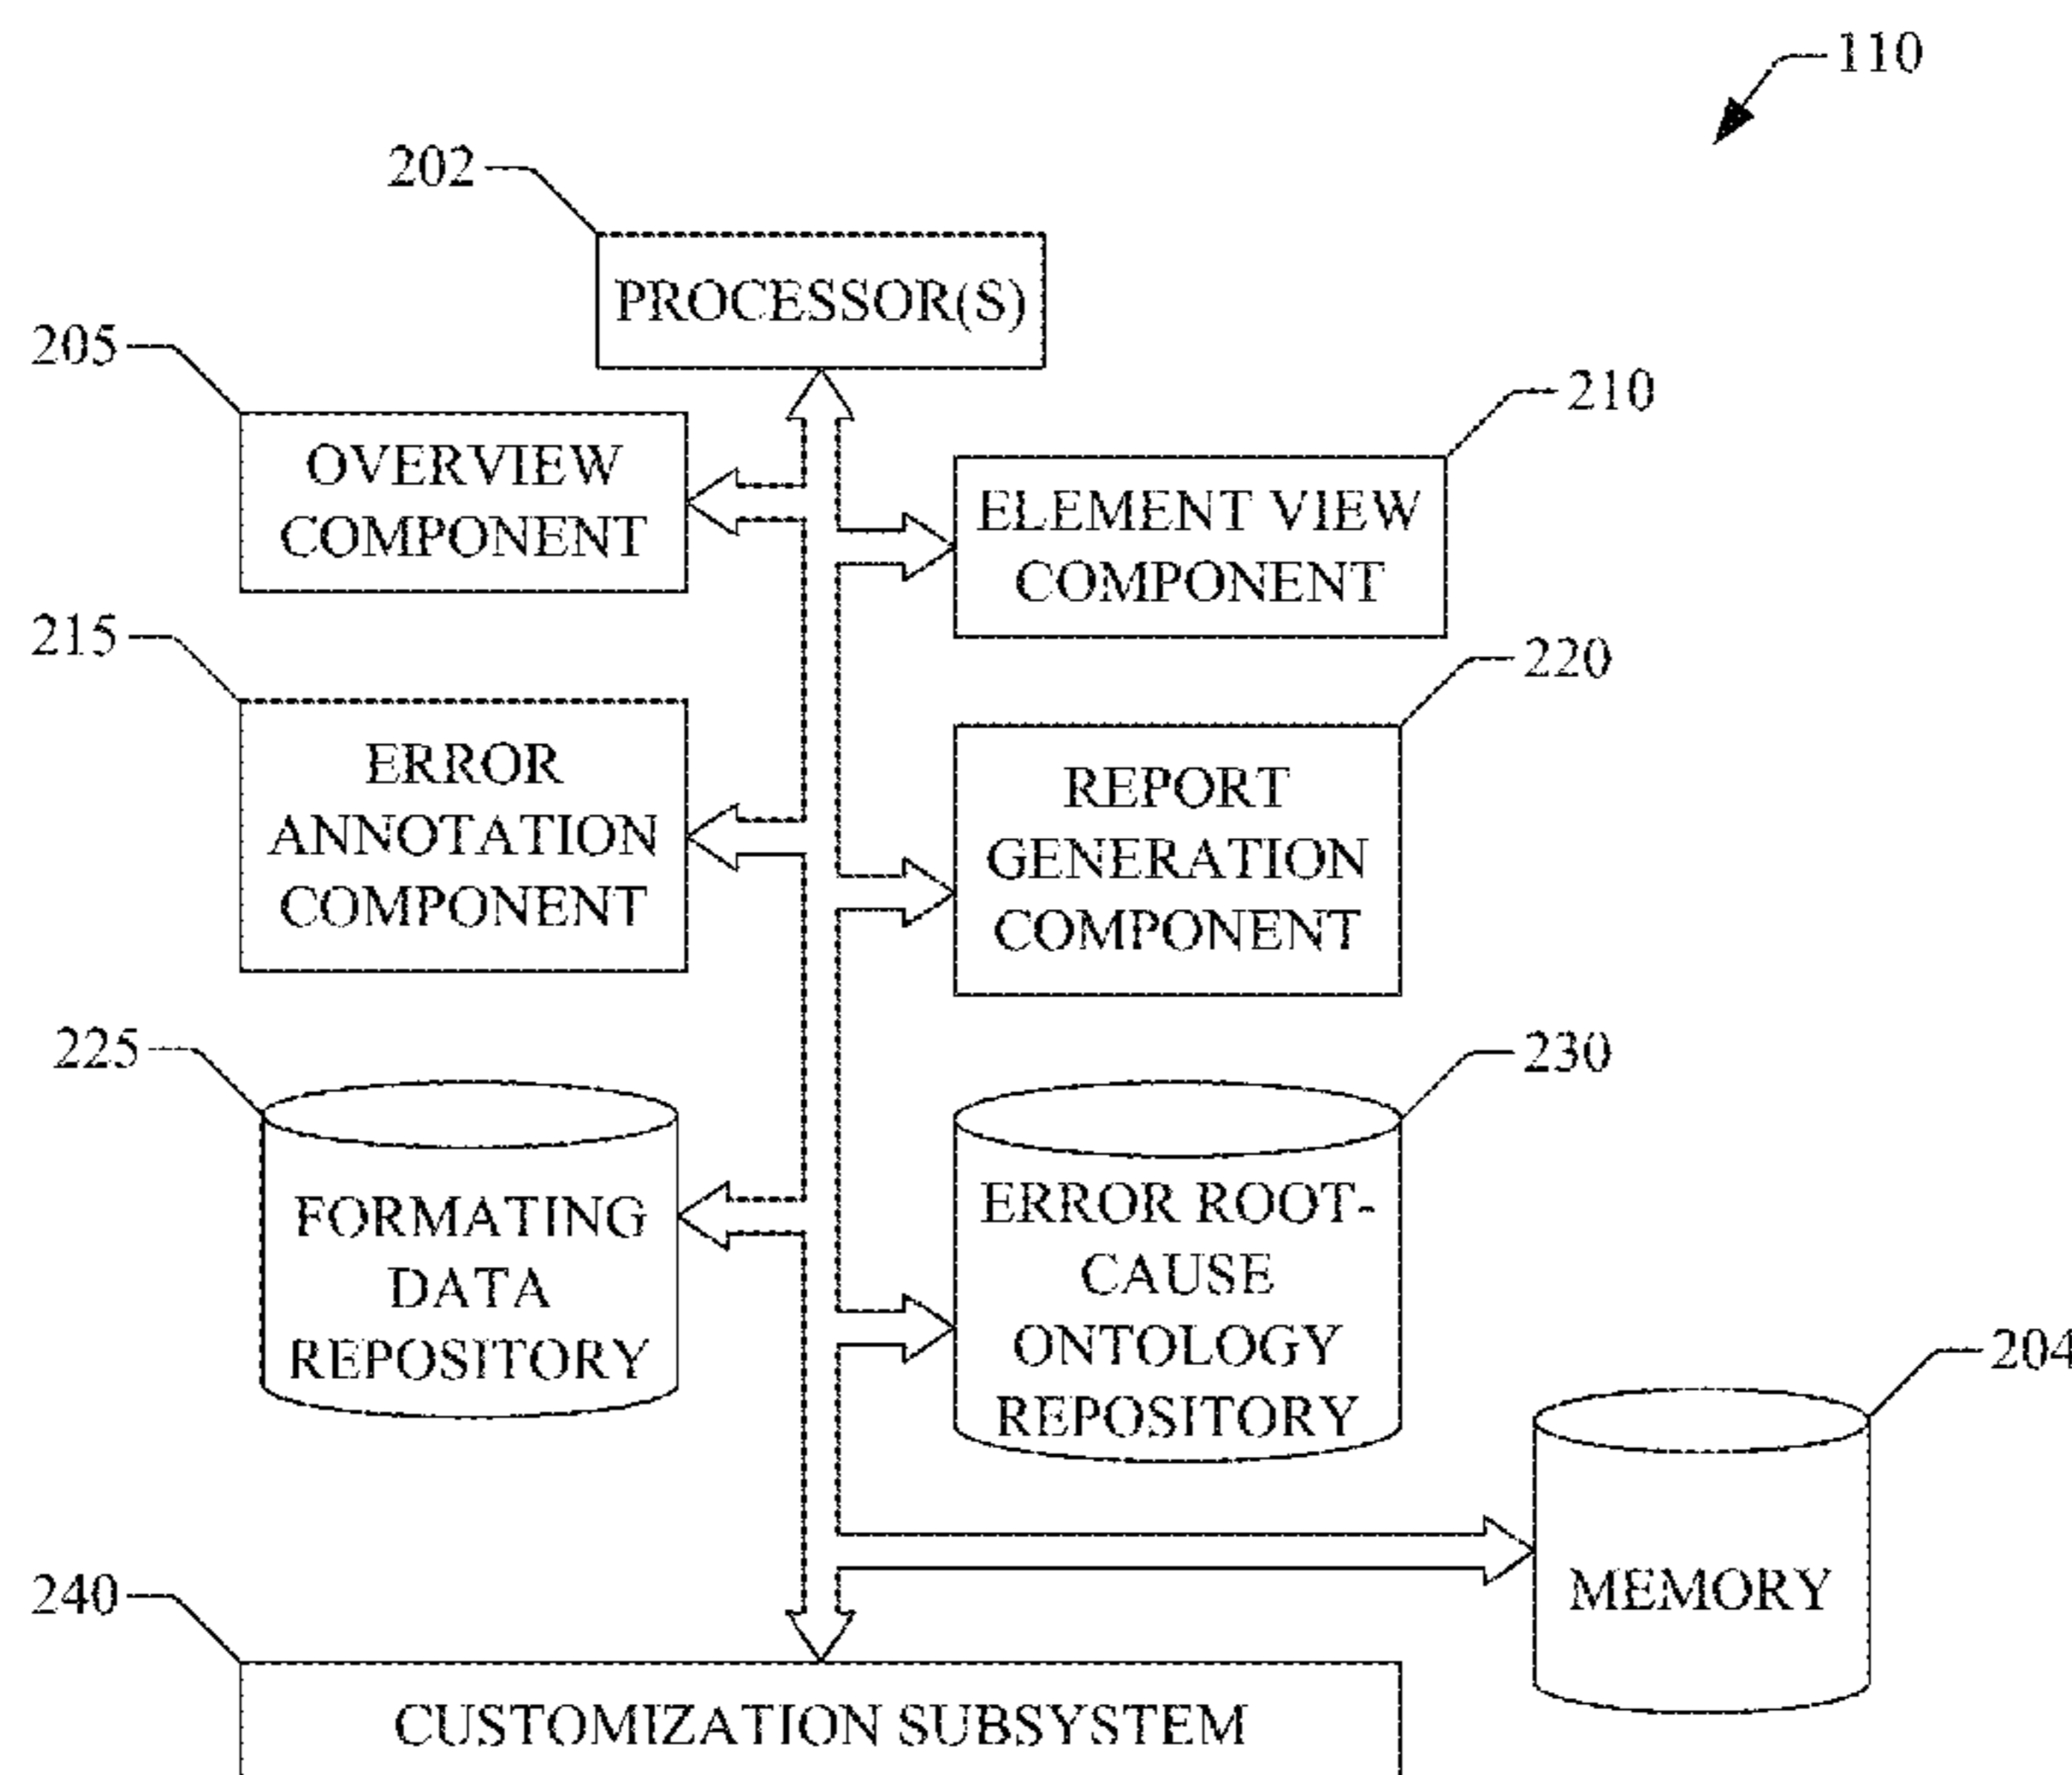 110
202
PROCESSOR(S)
205
OVERVIEW
COMPONENT
210
ELEMENT VIEW
COMPONENT
215
ERROR
ANNOTATION
COMPONENT
220
REPORT
GENERATION
COMPONENT
225
FORMATING
DATA
REPOSITORY
230
ERROR ROOT-
CAUSE
ONTOLOGY
REPOSITORY
204
MEMORY
240
CUSTOMIZATION SUBSYSTEM